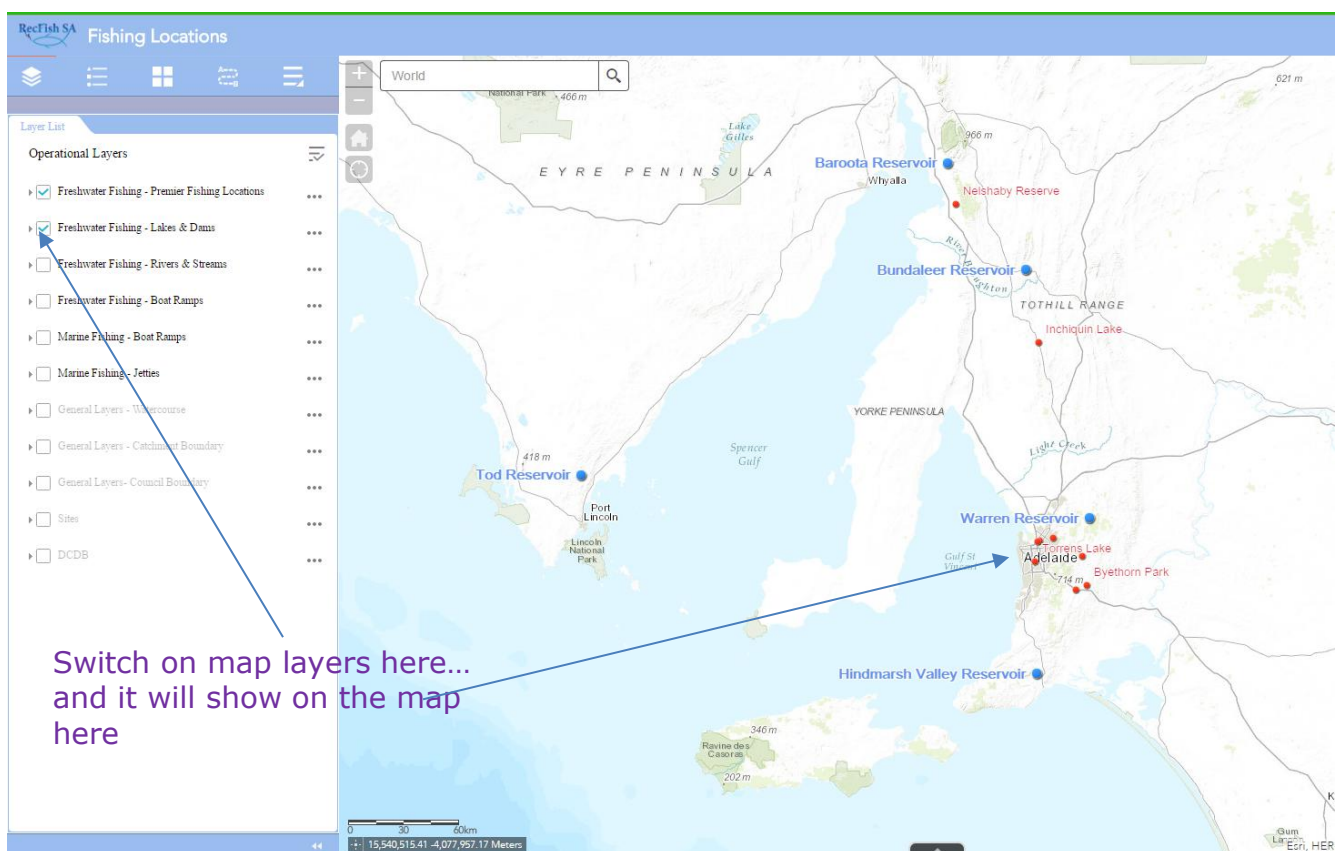 RecFish SA
Fishing Locations
World
Layer List
Operational Layers
Freshwater Fishing - Premier Fishing Locations
Freshwater Fishing - Lakes & Dams
Freshwater Fishing - Rivers & Streams
Freshwater Fishing - Boat Ramps
Marine Fishing - Boat Ramps
Marine Fishing - Jetties
General Layers - Watercourse
General Layers - Catchment Boundary
General Layers- Council Boundary
Sites
DCDB
Switch on map layers here…
and it will show on the map
here
621 m
National Park
466 m
Lake
Gilles
966 m
EYRE PENINSULA
Baroota Reservoir
Whyalla
Nelshaby Reserve
River Broughton
Bundaleer Reservoir
TOTHILL RANGE
Inchiquin Lake
YORKE PENINSULA
Light Creek
Spencer
Gulf
418 m
Tod Reservoir
Port
Lincoln
Lincoln
National
Park
Warren Reservoir
Torrens Lake
Adelaide
Gulf St
Vincent
714 m
Byethorn Park
Hindmarsh Valley Reservoir
346 m
Ravine des
Casoars
202 m
0 30 60km
15,540,515.41 -4,077,957.17 Meters
K
Gum
Esri, HER